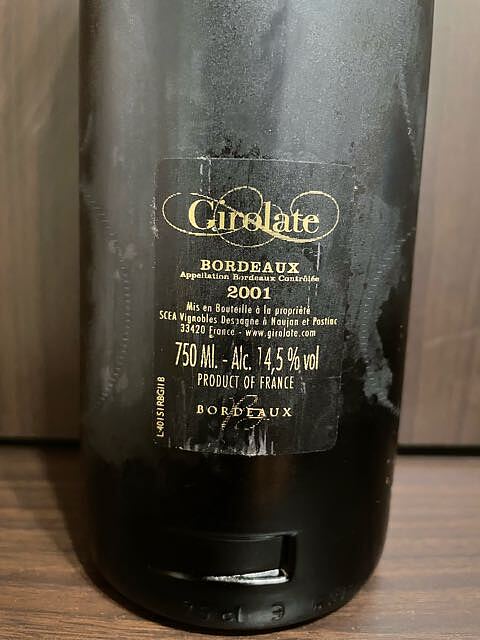 Girolate
BORDEAUX
Appellation Bordeaux Contrôlée
2001
Mis en Bouteille à la propriété
SCEA Vignobles Despagne à Naujan et Postiac
33420 France - www.girolate.com
750 Ml. - Alc. 14,5 % vol
PRODUCT OF FRANCE
BORDEAUX